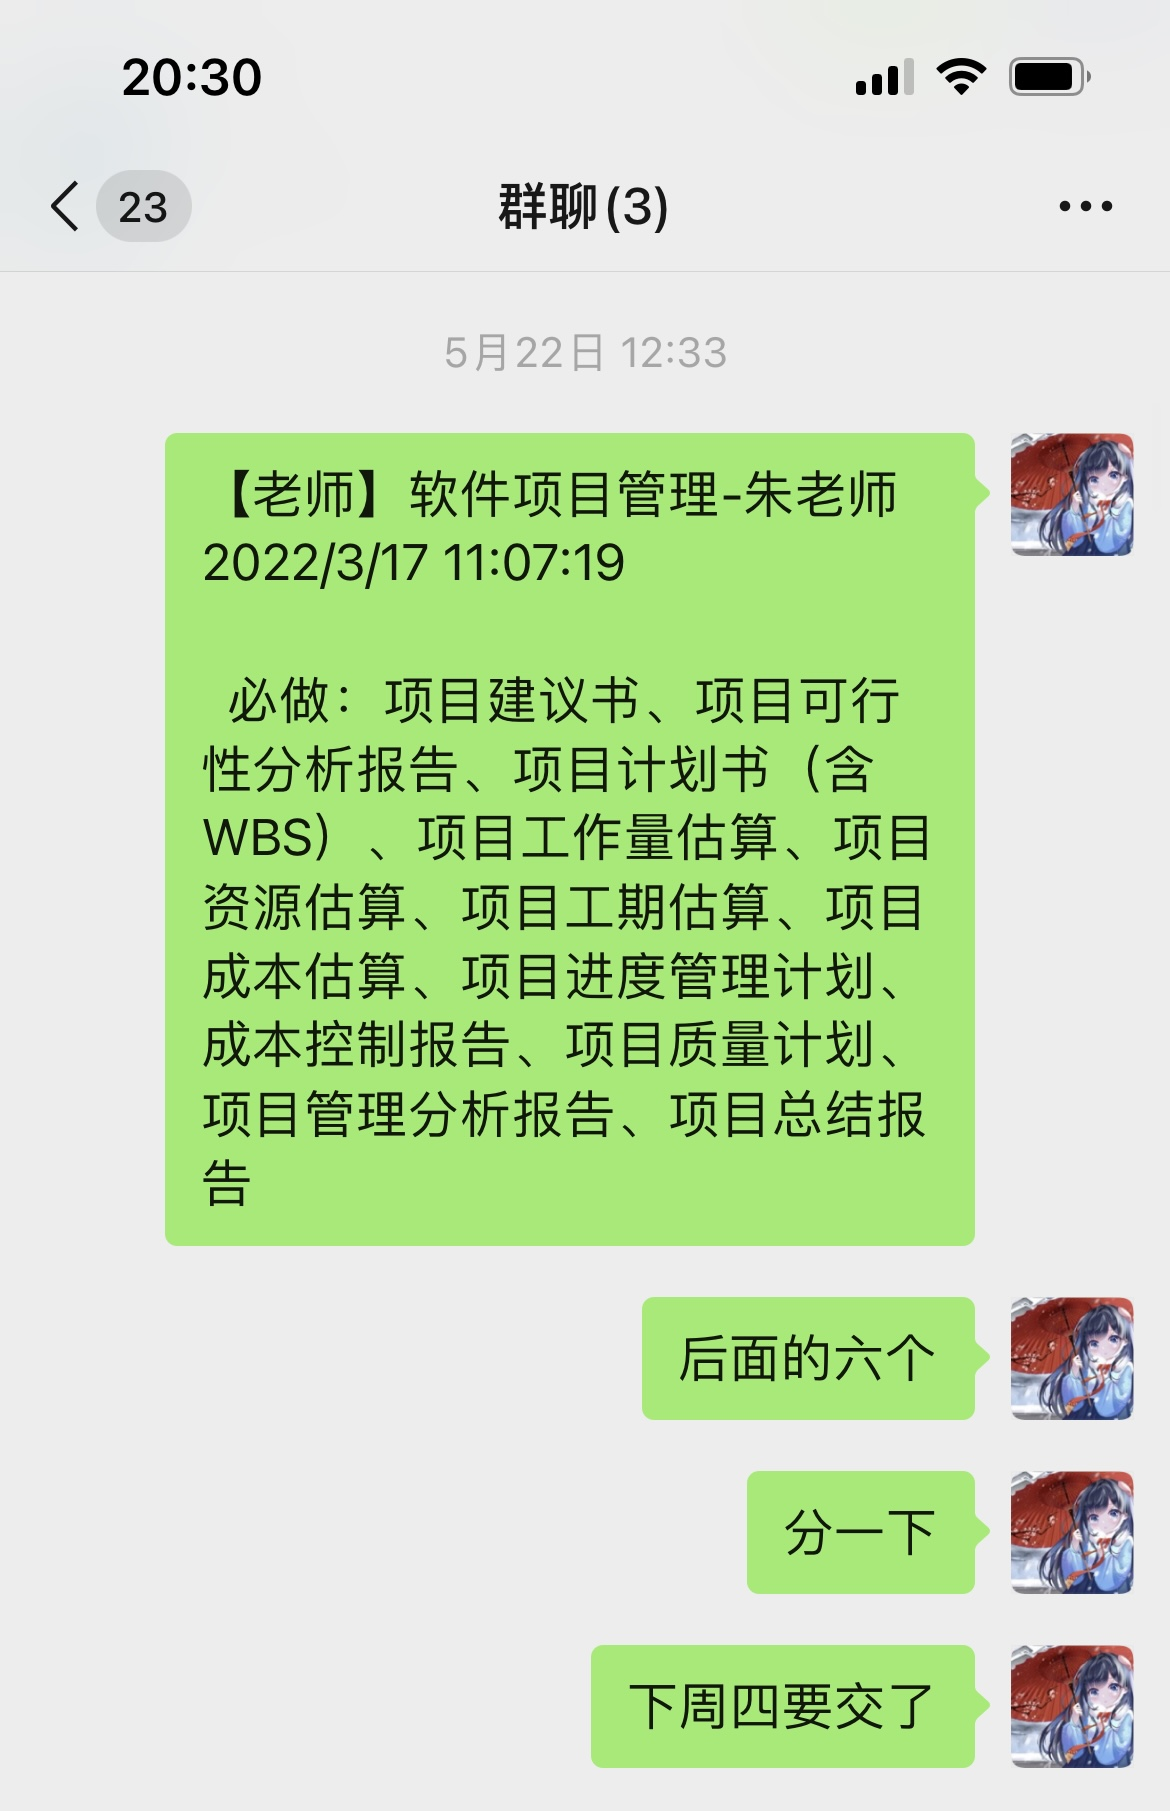 20:30
23
群聊(3)
5月22日 12:33
【老师】软件项目管理-朱老师
2022/3/17 11:07:19
必做：项目建议书、项目可行
性分析报告、项目计划书（含
WBS）、项目工作量估算、项目
资源估算、项目工期估算、项目
成本估算、项目进度管理计划、
成本控制报告、项目质量计划、
项目管理分析报告、项目总结报
告
后面的六个
分一下
下周四要交了